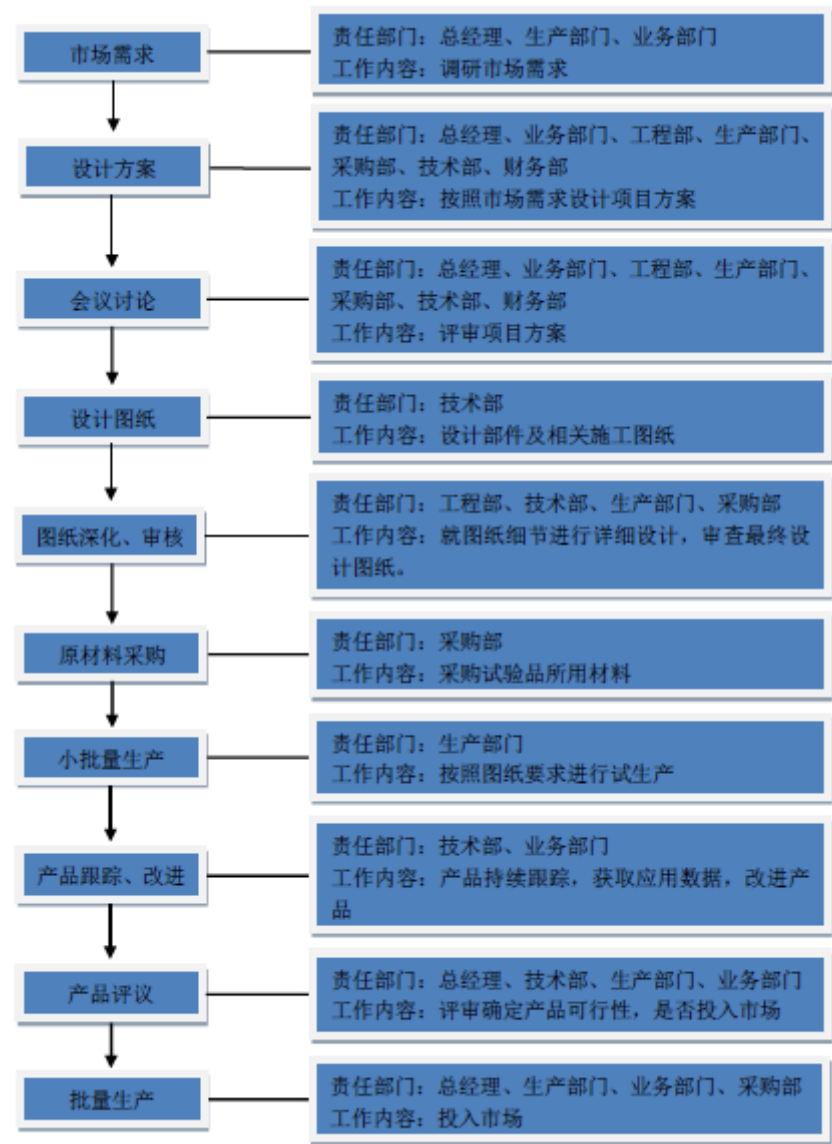 市场需求
责任部门：总经理、生产部门、业务部门
工作内容：调研市场需求
设计方案
责任部门：总经理、业务部门、工程部、生产部门、
采购部、技术部、财务部
工作内容：按照市场需求设计项目方案
会议讨论
责任部门：总经理、业务部门、工程部、生产部门、
采购部、技术部、财务部
工作内容：评审项目方案
设计图纸
责任部门：技术部
工作内容：设计部件及相关施工图纸
图纸深化、审核
责任部门：工程部、技术部、生产部门、采购部
工作内容：就图纸细节进行详细设计，审查最终设
计图纸。
原材料采购
责任部门：采购部
工作内容：采购试验品所用材料
小批量生产
责任部门：生产部门
工作内容：按照图纸要求进行试生产
产品跟踪、改进
责任部门：技术部、业务部门
工作内容：产品持续跟踪，获取应用数据，改进产
品
产品评议
责任部门：总经理、技术部、生产部门、业务部门
工作内容：评审确定产品可行性，是否投入市场
批量生产
责任部门：总经理、生产部门、业务部门、采购部
工作内容：投入市场